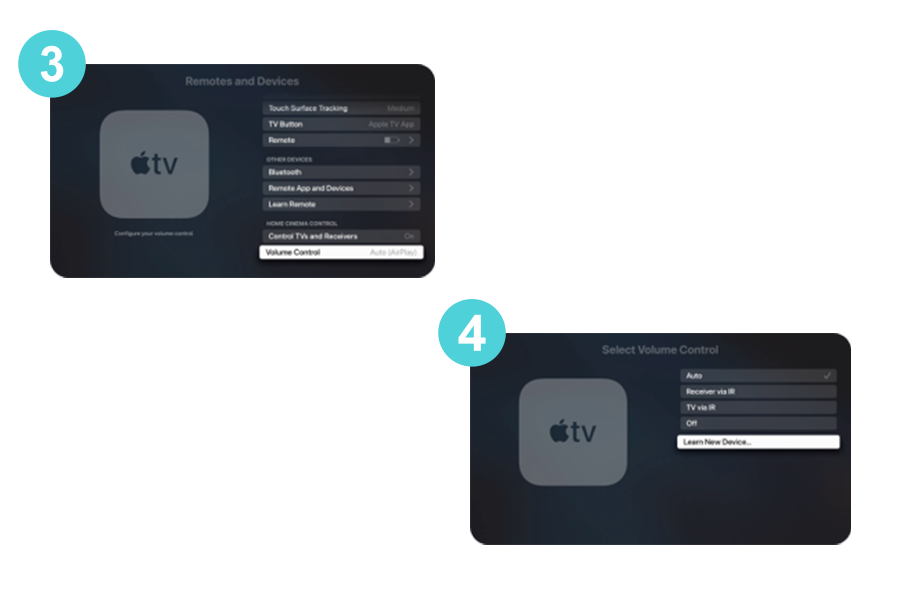 3
Remotes and Devices
Touch Surface Tracking Medium
TV Button Apple TV App
Remote
tv
OTHER DEVICES
Bluetooth
Remote App and Devices
Learn Remote
Configure your volume control.
HOME CINEMA CONTROL
Control TVs and Receivers On
Volume Control Auto (AirPlay)
4
Select Volume Control
Auto
Receiver via IR
TV via IR
Off
tv
Learn New Device...